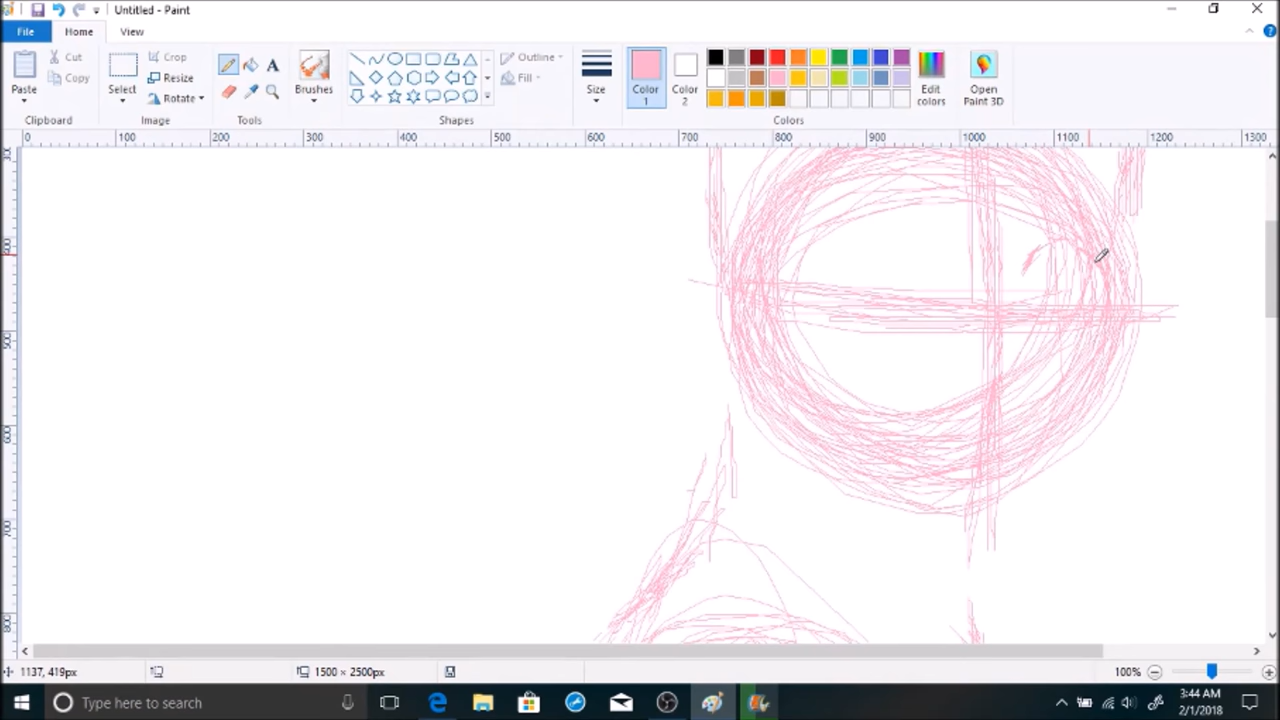 Untitled - Paint
File Home View
Paste
Cut
Copy
Clipboard
Select
Crop
Resize
Rotate
Image
A
Tools
Brushes
Shapes
Outline
Fill
Size
Color 1
Color 2
Colors
Edit colors
Open Paint 3D
0 100 200 300 400 500 600 700 800 900 1000 1100 1200 1300
600
700
800
1137, 419px
1500 × 2500px
100%
Type here to search
3:44 AM
2/1/2018